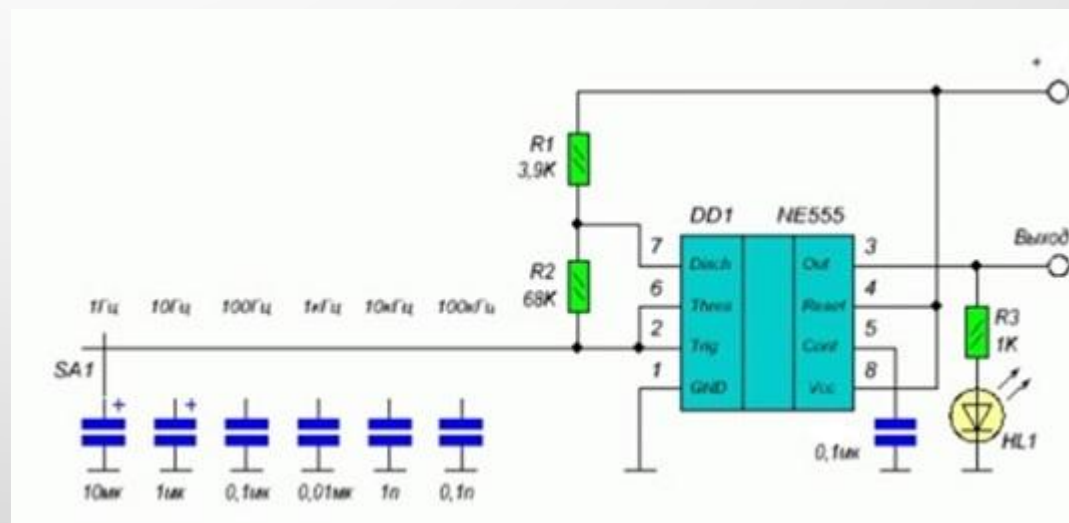 +
R1
3,9K
DD1 NE555
7 3 Выход
Disch Out
R2
68K
6 4
Thres Reset
1Гц 10Гц 100Гц 1кГц 10кГц 100кГц
R3
1K
2 5
Trig Cont
SA1
1 8
GND Vcc
+ +
HL1
0,1мк
10мк 1мк 0,1мк 0,01мк 1n 0,1n